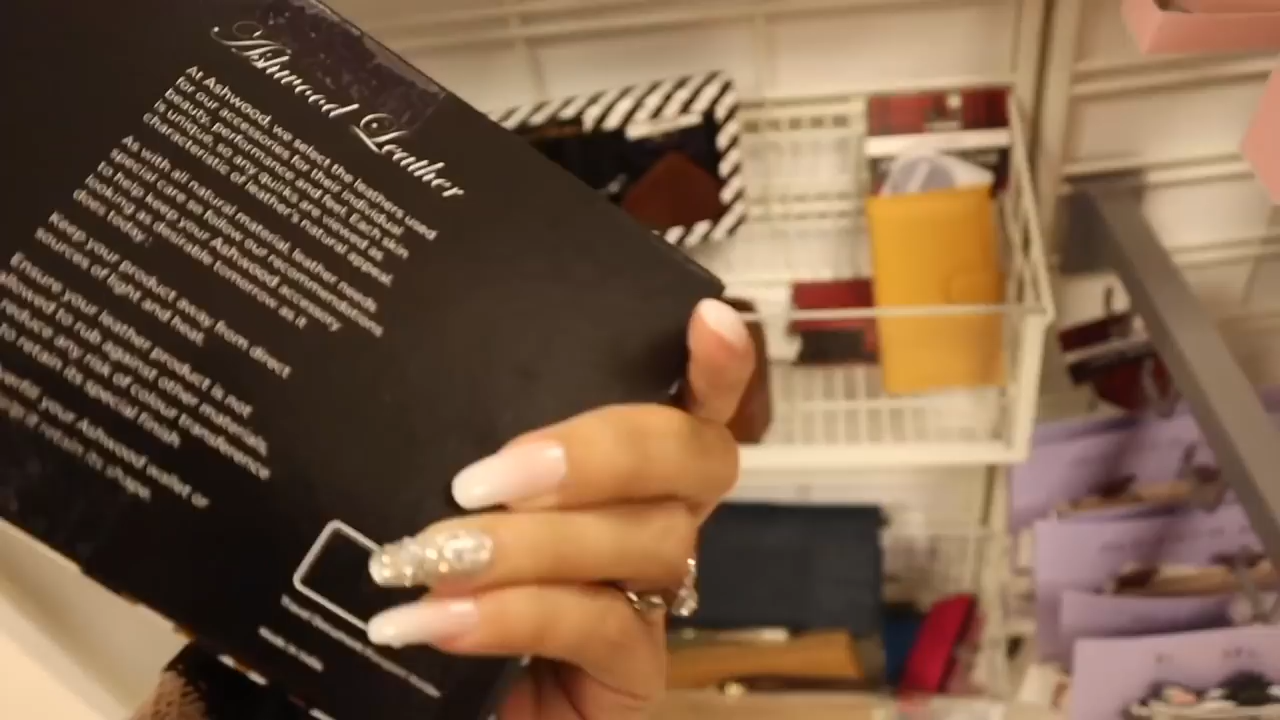 Ashwood Leather
At Ashwood, we select the leathers used
for our accessories for their individual
beauty, performance and feel. Each skin
is unique, so any quirks are viewed as
characteristic of leather's natural appeal.
As with all natural material, leather needs
special care so follow our recommendations
to help keep your Ashwood accessory
looking as desirable tomorrow as it
does today:
Keep your product away from direct
sources of light and heat.
Ensure your leather product is not
allowed to rub against other materials
reduce any risk of colour transference
to retain its special finish.
your Ashwood wallet or
retain its shape.